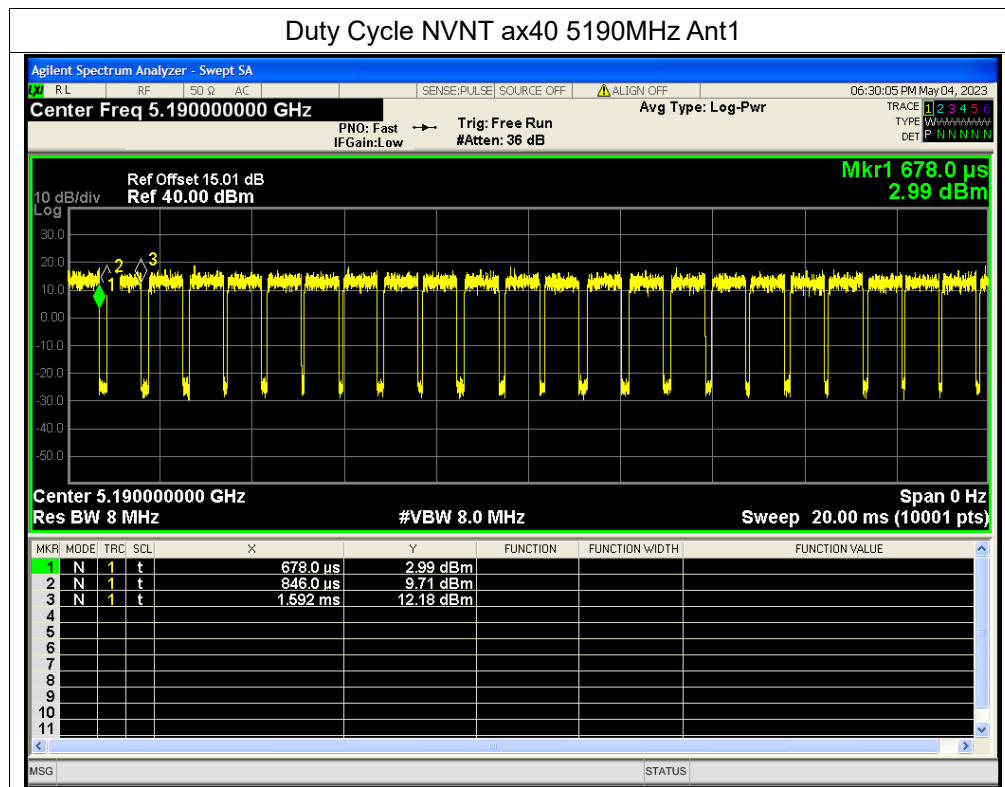 Duty Cycle NVNT ax40 5190MHz Ant1
Agilent Spectrum Analyzer - Swept SA
LXI RL RF 50 Ω AC SENSE:PULSE SOURCE OFF ALIGN OFF 06:30:05 PM May 04, 2023
Center Freq 5.190000000 GHz Avg Type: Log-Pwr TRACE 1 2 3 4 5 6
PNO: Fast Trig: Free Run TYPE WWWWWW
IFGain:Low #Atten: 36 dB DET P N N N N N
Mkr1 678.0 µs
Ref Offset 15.01 dB
10 dB/div Ref 40.00 dBm 2.99 dBm
Log
30.0
20.0
2 3
1
10.0
0.00
-10.0
-20.0
-30.0
-40.0
-50.0
Center 5.190000000 GHz Span 0 Hz
Res BW 8 MHz #VBW 8.0 MHz Sweep 20.00 ms (10001 pts)
MKR MODE TRC SCL X Y FUNCTION FUNCTION WIDTH FUNCTION VALUE
1 N 1 t 678.0 µs 2.99 dBm
2 N 1 t 846.0 µs 9.71 dBm
3 N 1 t 1.592 ms 12.18 dBm
4
5
6
7
8
9
10
11
MSG STATUS